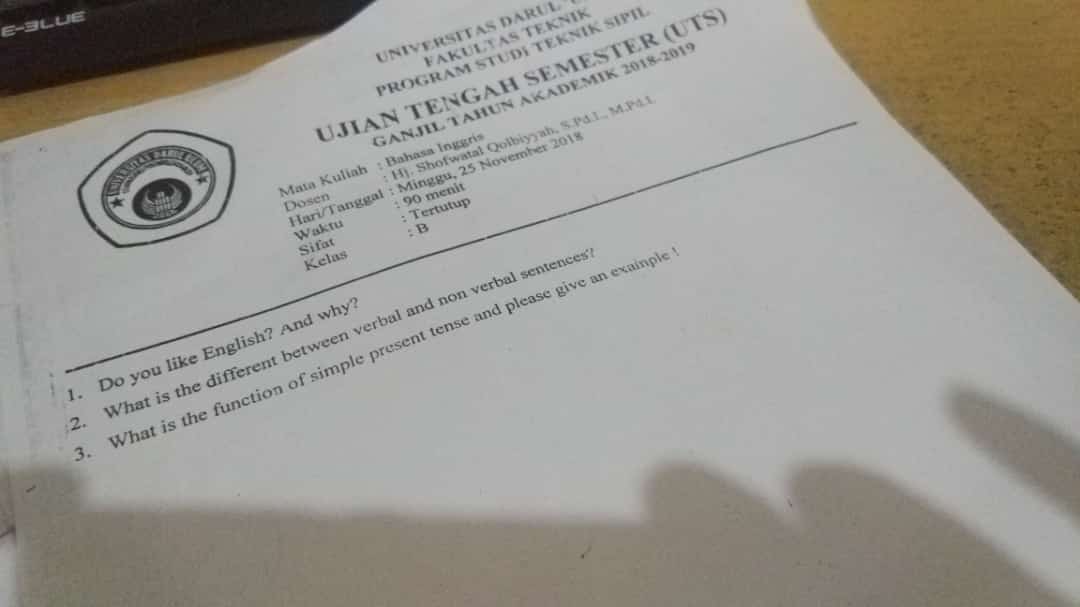 E-BLUE
UNIVERSITAS DARUL
FAKULTAS TEKNIK
PROGRAM STUDI TEKNIK SIPIL
UJIAN TENGAH SEMESTER (UTS)
GANJIL TAHUN AKADEMIK 2018-2019
UNIVERSITAS DARUL ULUM
Mata Kuliah : Bahasa Inggris
Dosen : Hj. Shofwatal Qolbiyyah, S.Pd.I., M.Pd.I.
Hari/Tanggal : Minggu, 25 November 2018
Waktu : 90 menit
Sifat : Tertutup
Kelas : B
1. Do you like English? And why?
2. What is the different between verbal and non verbal sentences?
3. What is the function of simple present tense and please give an example !